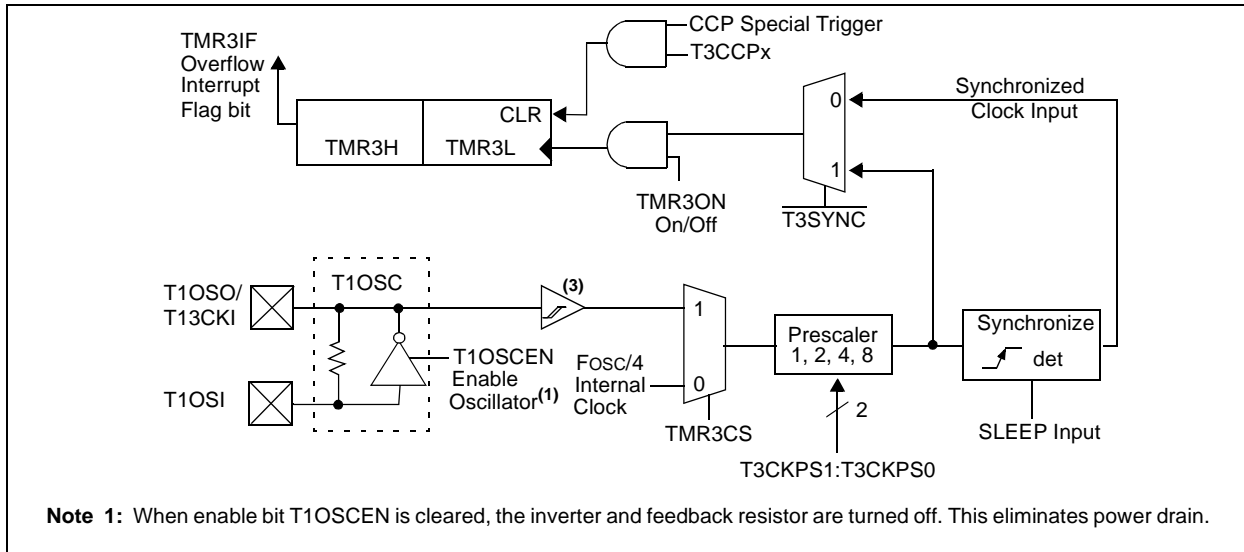 CCP Special Trigger
T3CCPx
TMR3IF
Overflow
Interrupt
Flag bit
CLR
TMR3H
TMR3L
TMR3ON
On/Off
0
1
T3SYNC
Synchronized
Clock Input
T1OSC
T1OSO/
T13CKI
T1OSI
T1OSCEN
Enable
Oscillator(1)
(3)
FOSC/4
Internal
Clock
1
0
TMR3CS
Prescaler
1, 2, 4, 8
2
T3CKPS1:T3CKPS0
Synchronize
det
SLEEP Input
Note 1: When enable bit T1OSCEN is cleared, the inverter and feedback resistor are turned off. This eliminates power drain.